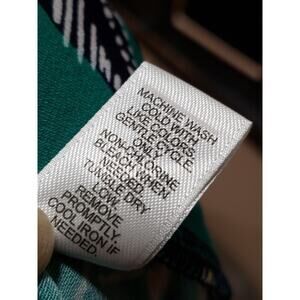 MACHINE WASH
COLD WITH
LIKE COLORS.
GENTLE CYCLE
ONLY.
NON-CHLORINE
BLEACH WHEN
NEEDED.
TUMBLE DRY
LOW.
REMOVE
PROMPTLY.
COOL IRON IF
NEEDED.